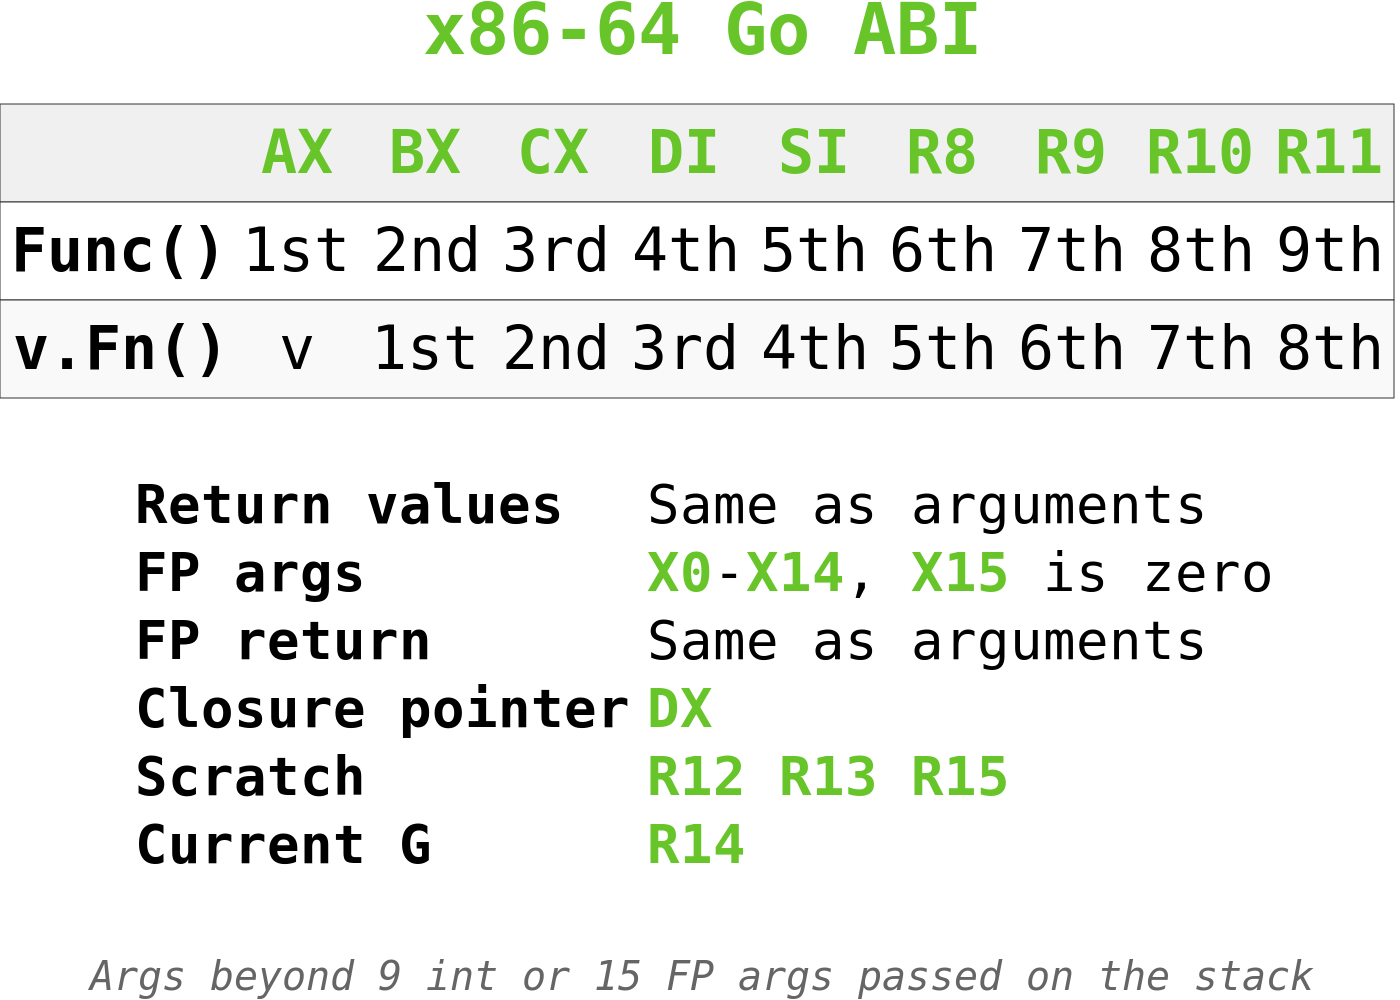 x86-64 Go ABI
AX BX CX DI SI R8 R9 R10 R11
Func() 1st 2nd 3rd 4th 5th 6th 7th 8th 9th
v.Fn() v 1st 2nd 3rd 4th 5th 6th 7th 8th
Return values Same as arguments
FP args X0-X14, X15 is zero
FP return Same as arguments
Closure pointer DX
Scratch R12 R13 R15
Current G R14
Args beyond 9 int or 15 FP args passed on the stack